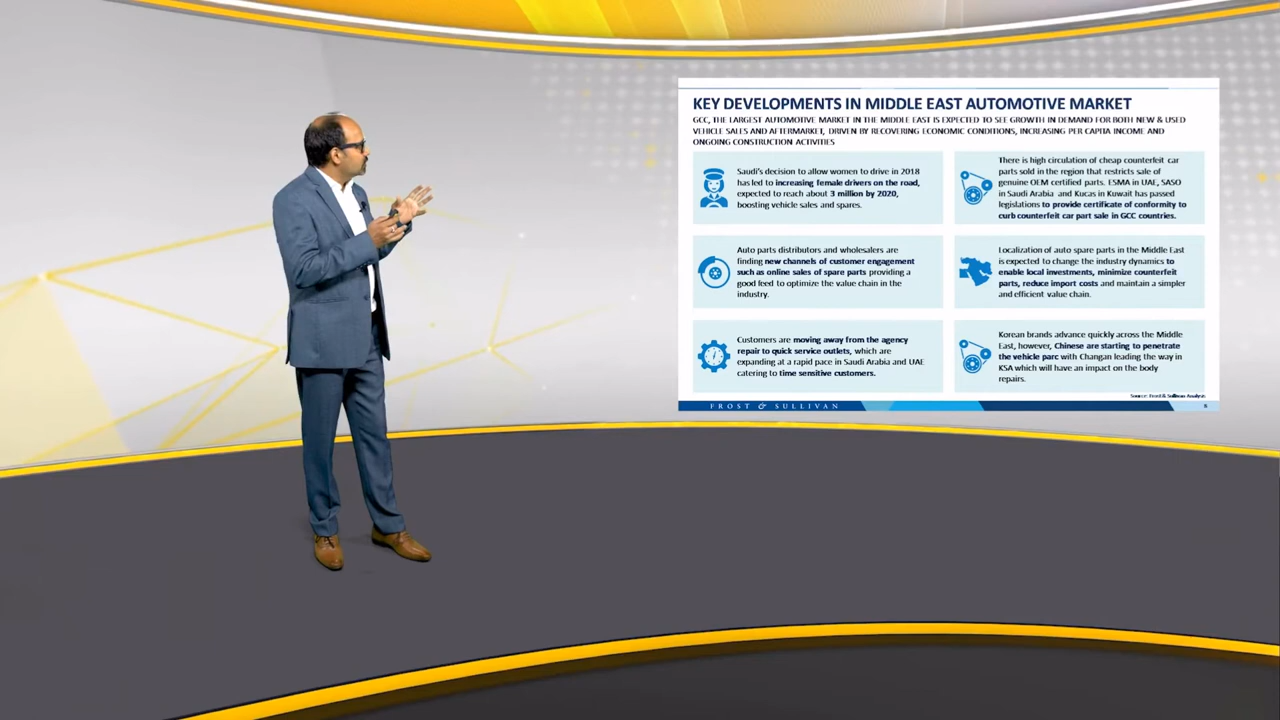 KEY DEVELOPMENTS IN MIDDLE EAST AUTOMOTIVE MARKET
GCC, THE LARGEST AUTOMOTIVE MARKET IN THE MIDDLE EAST IS EXPECTED TO SEE GROWTH IN DEMAND FOR BOTH NEW & USED
VEHICLE SALES AND AFTERMARKET, DRIVEN BY RECOVERING ECONOMIC CONDITIONS, INCREASING PER CAPITA INCOME AND
ONGOING CONSTRUCTION ACTIVITIES
Saudi's decision to allow women to drive in 2018
has led to increasing female drivers on the road,
expected to reach about 3 million by 2020,
boosting vehicle sales and spares.
There is high circulation of cheap counterfeit car
parts sold in the region that restricts sale of
genuine OEM certified parts. ESMA in UAE, SASO
in Saudi Arabia and Kucas in Kuwait has passed
legislations to provide certificate of conformity to
curb counterfeit car part sale in GCC countries.
Auto parts distributors and wholesalers are
finding new channels of customer engagement
such as online sales of spare parts providing a
good feed to optimize the value chain in the
industry.
Localization of auto spare parts in the Middle East
is expected to change the industry dynamics to
enable local investments, minimize counterfeit
parts, reduce import costs and maintain a simpler
and efficient value chain.
Customers are moving away from the agency
repair to quick service outlets, which are
expanding at a rapid pace in Saudi Arabia and UAE
catering to time sensitive customers.
Korean brands advance quickly across the Middle
East, however, Chinese are starting to penetrate
the vehicle parc with Changan leading the way in
KSA which will have an impact on the body
repairs.
Source: Frost & Sullivan Analysis
FROST & SULLIVAN